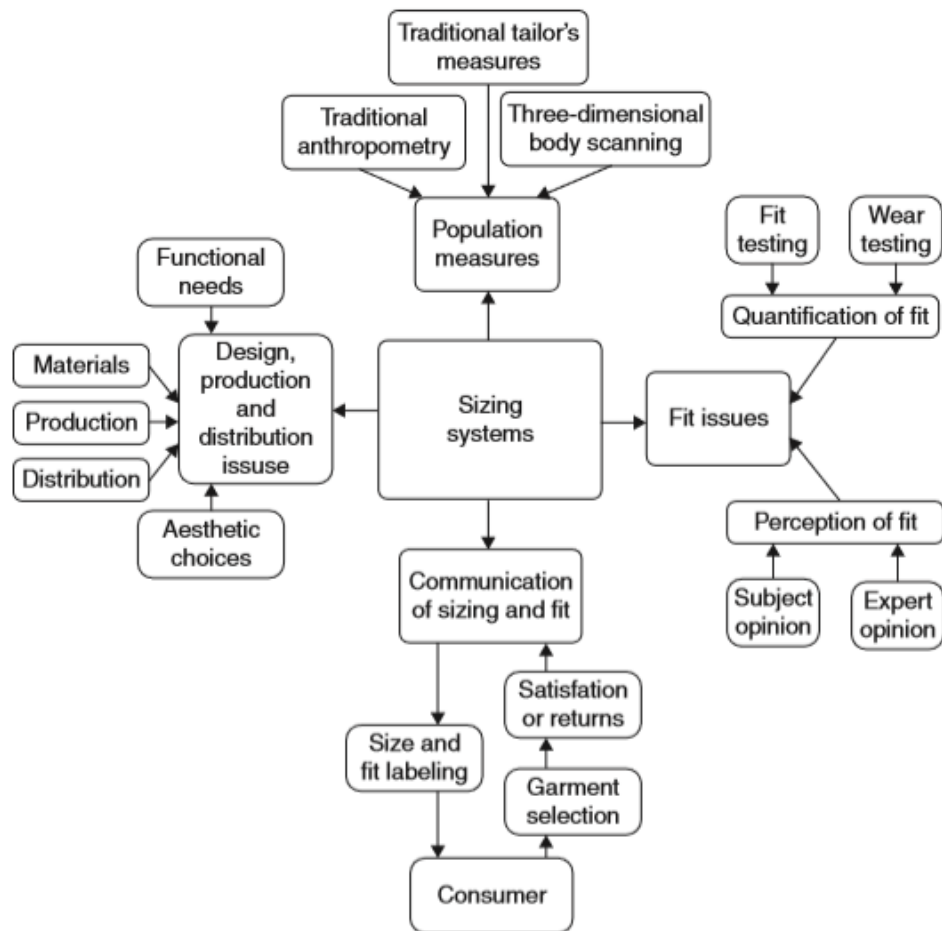 Traditional tailor's
measures
Traditional
anthropometry
Three-dimensional
body scanning
Population
measures
Fit
testing
Wear
testing
Quantification of fit
Functional
needs
Materials
Production
Distribution
Design,
production
and
distribution
issuse
Aesthetic
choices
Sizing
systems
Fit issues
Perception of fit
Subject
opinion
Expert
opinion
Communication
of sizing and fit
Satisfation
or returns
Size and
fit labeling
Garment
selection
Consumer